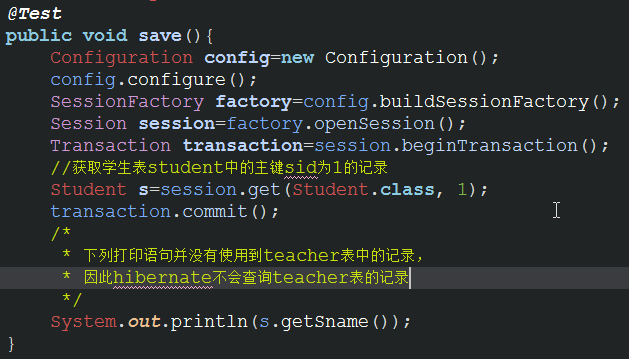 @Test
public void save(){
Configuration config=new Configuration();
config.configure();
SessionFactory factory=config.buildSessionFactory();
Session session=factory.openSession();
Transaction transaction=session.beginTransaction();
//获取学生表student中的主键sid为1的记录
Student s=session.get(Student.class, 1);
transaction.commit();
/*
* 下列打印语句并没有使用到teacher表中的记录，
* 因此hibernate不会查询teacher表的记录
*/
System.out.println(s.getSname());
}